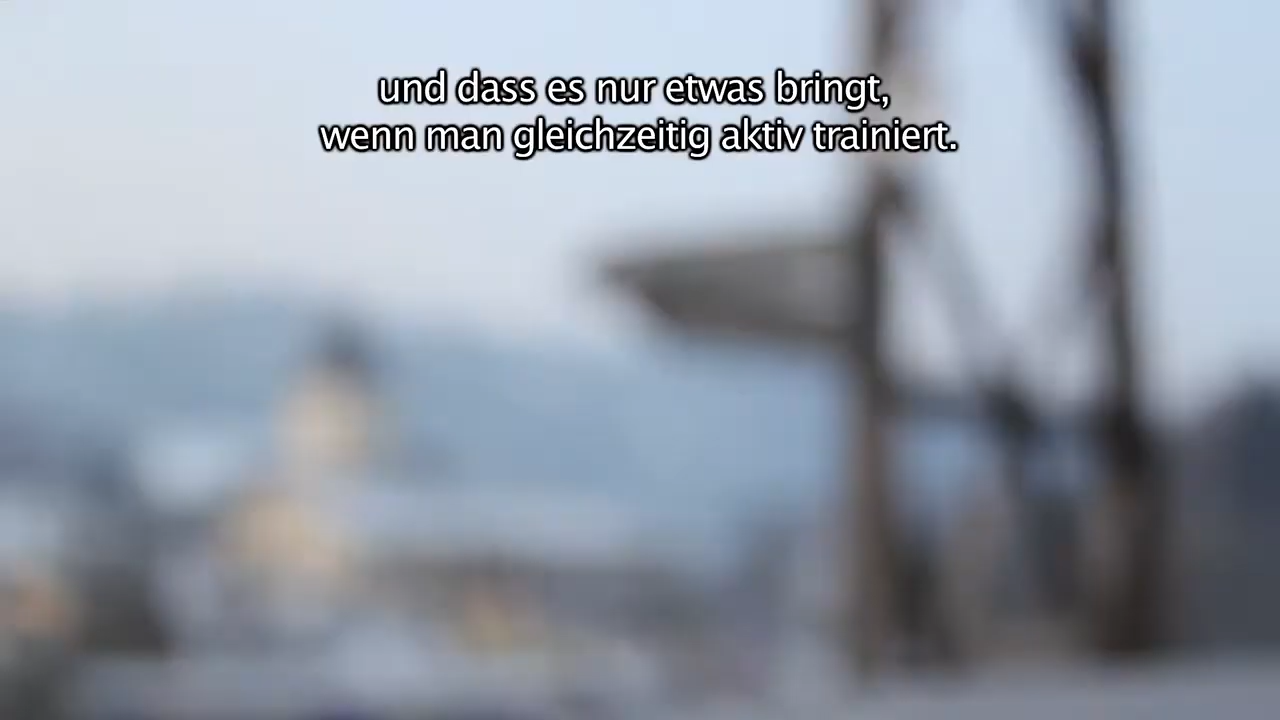 und dass es nur etwas bringt,
wenn man gleichzeitig aktiv trainiert.